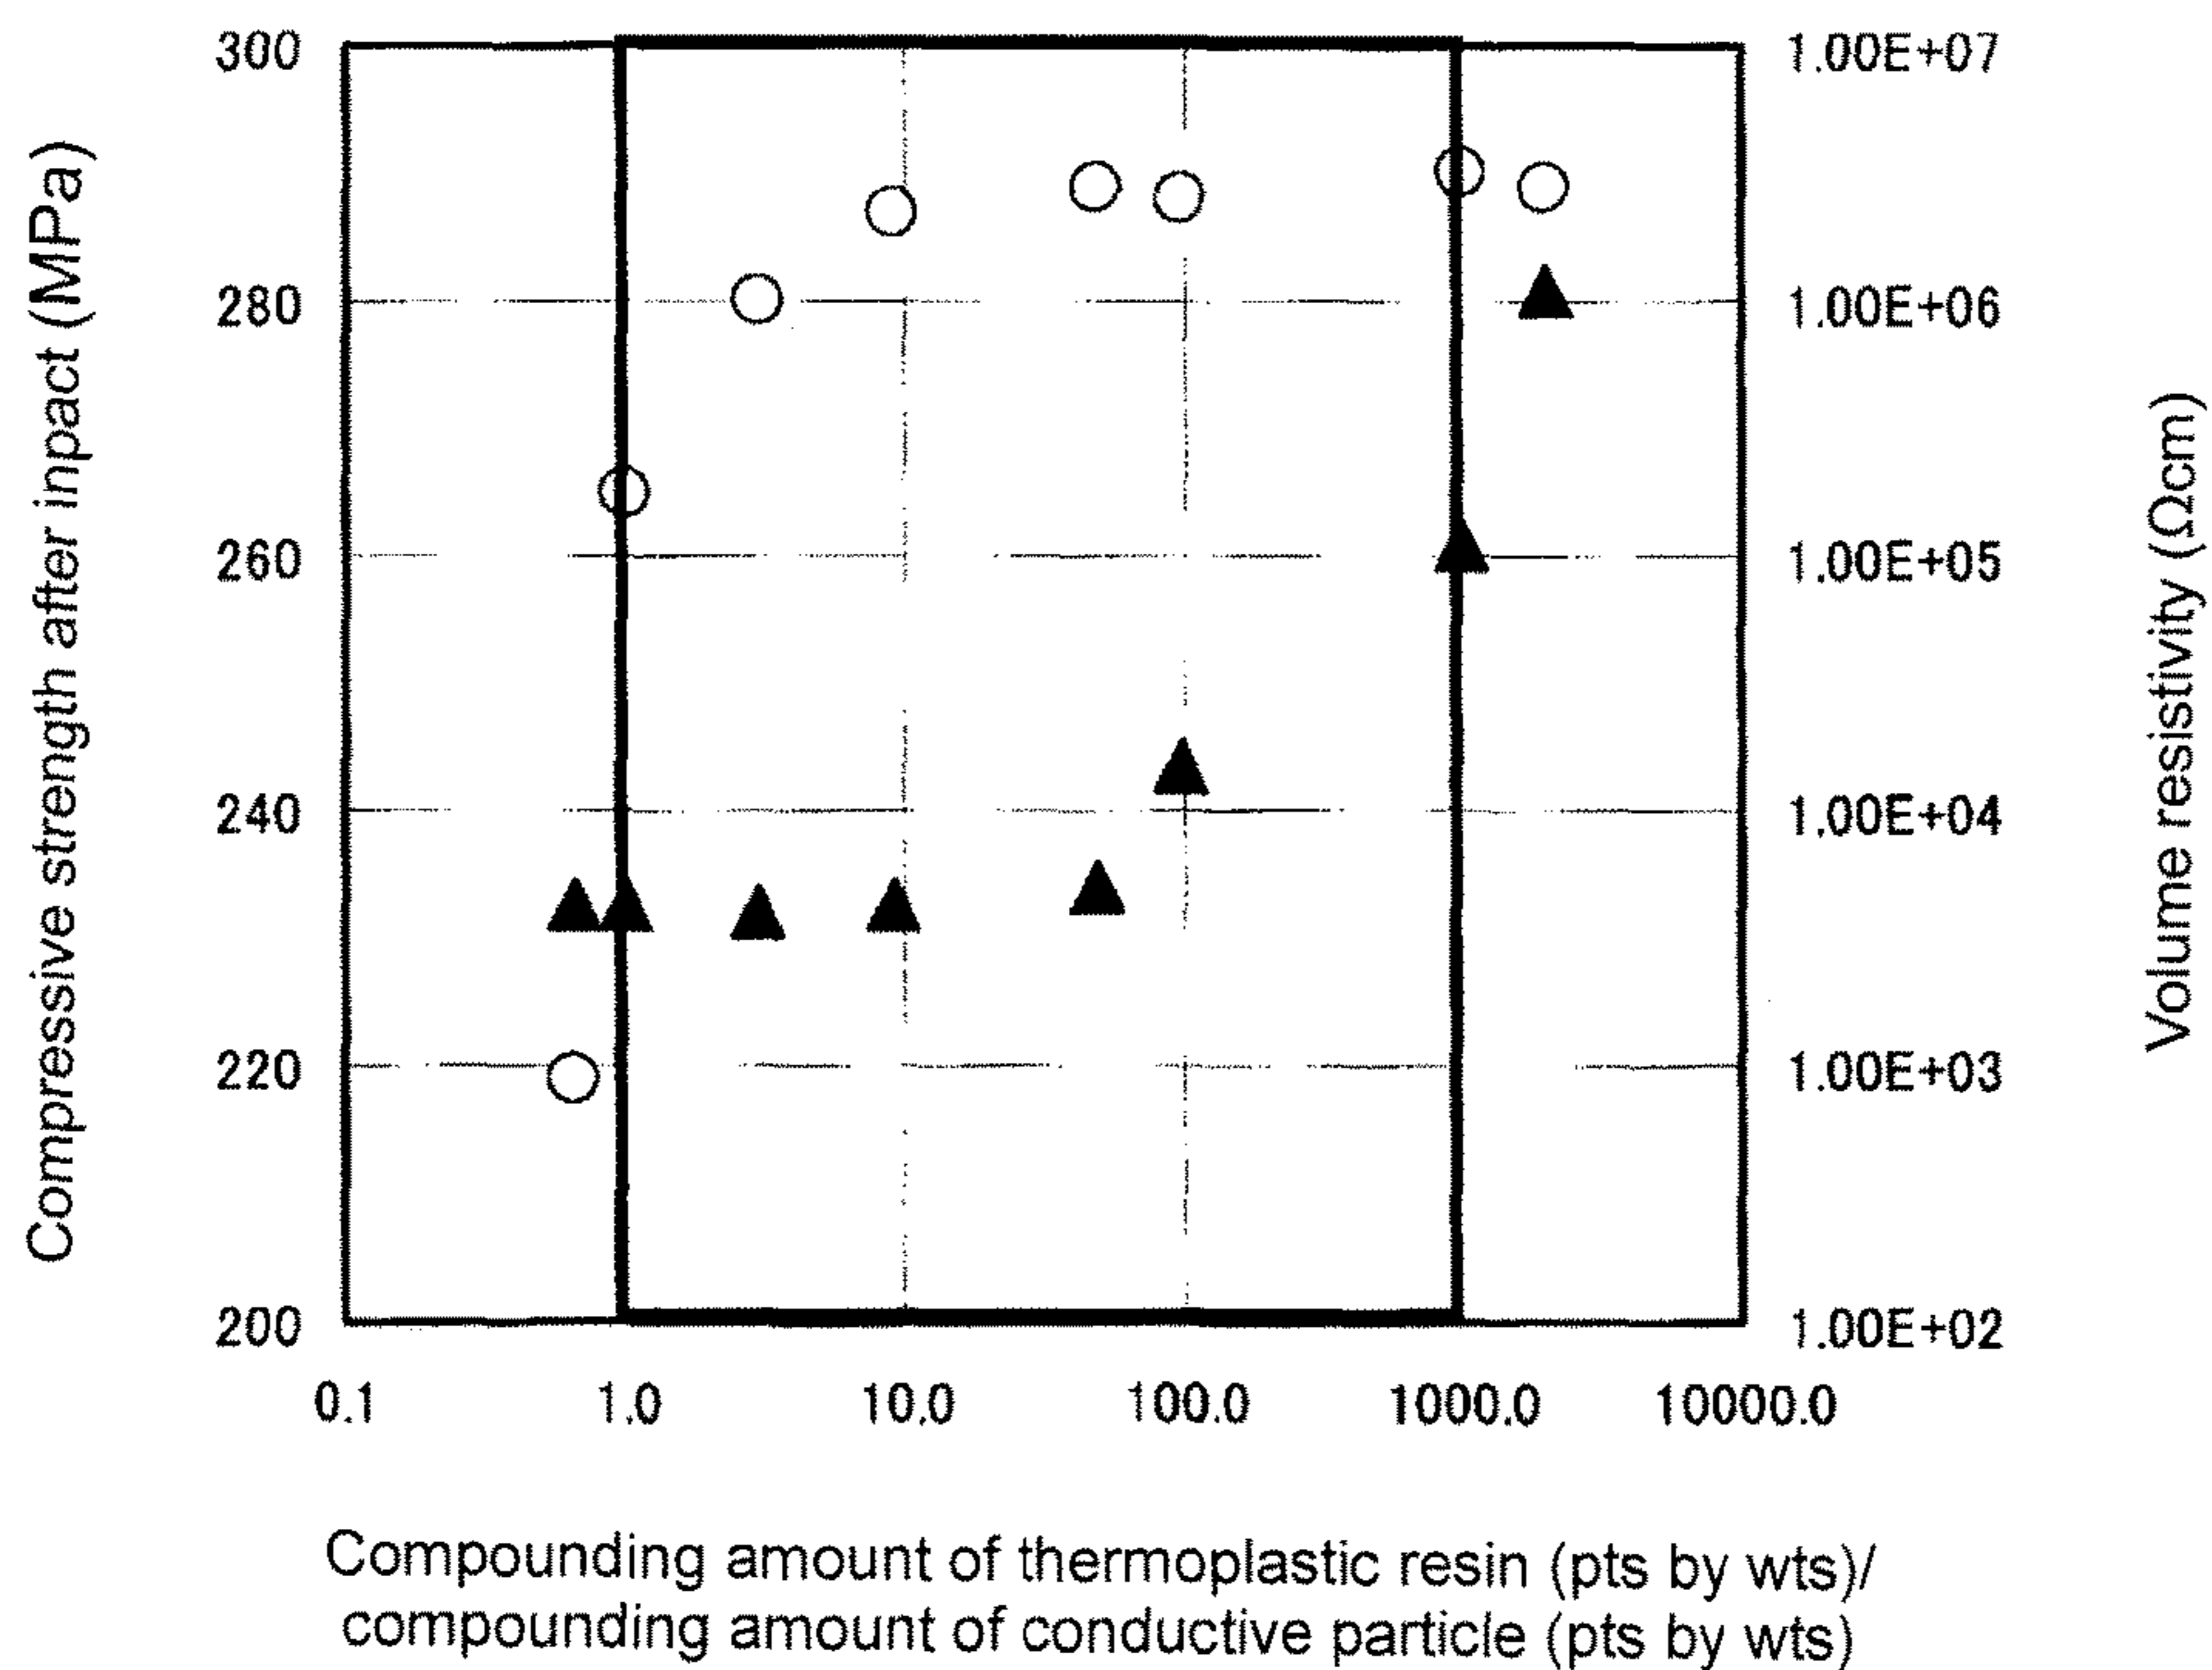 Compressive strength after inpact (MPa)
300
280
260
240
220
200
1.00E+07
1.00E+06
1.00E+05
1.00E+04
1.00E+03
1.00E+02
Volume resistivity (Ωcm)
0.1 1.0 10.0 100.0 1000.0 10000.0
Compounding amount of thermoplastic resin (pts by wts)/
compounding amount of conductive particle (pts by wts)